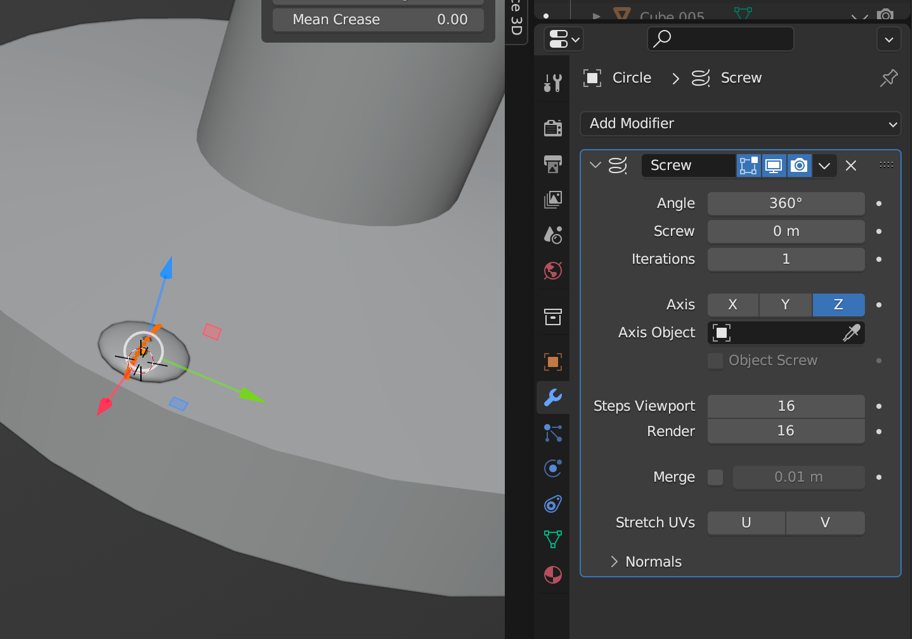 Mean Crease 0.00
ce 3D
Cube.005
Circle > Screw
Add Modifier
Screw
Angle 360°
Screw 0 m
Iterations 1
Axis X Y Z
Axis Object
Object Screw
Steps Viewport 16
Render 16
Merge 0.01 m
Stretch UVs U V
Normals